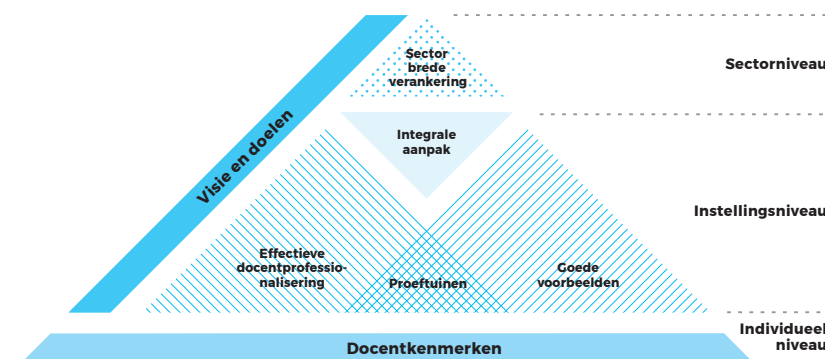 Sector
brede
verankering
Sectorniveau
Visie en doelen
Integrale
aanpak
Instellingsniveau
Effectieve
docentprofessio-
nalisering
Proeftuinen
Goede
voorbeelden
Individueel
niveau
Docentkenmerken